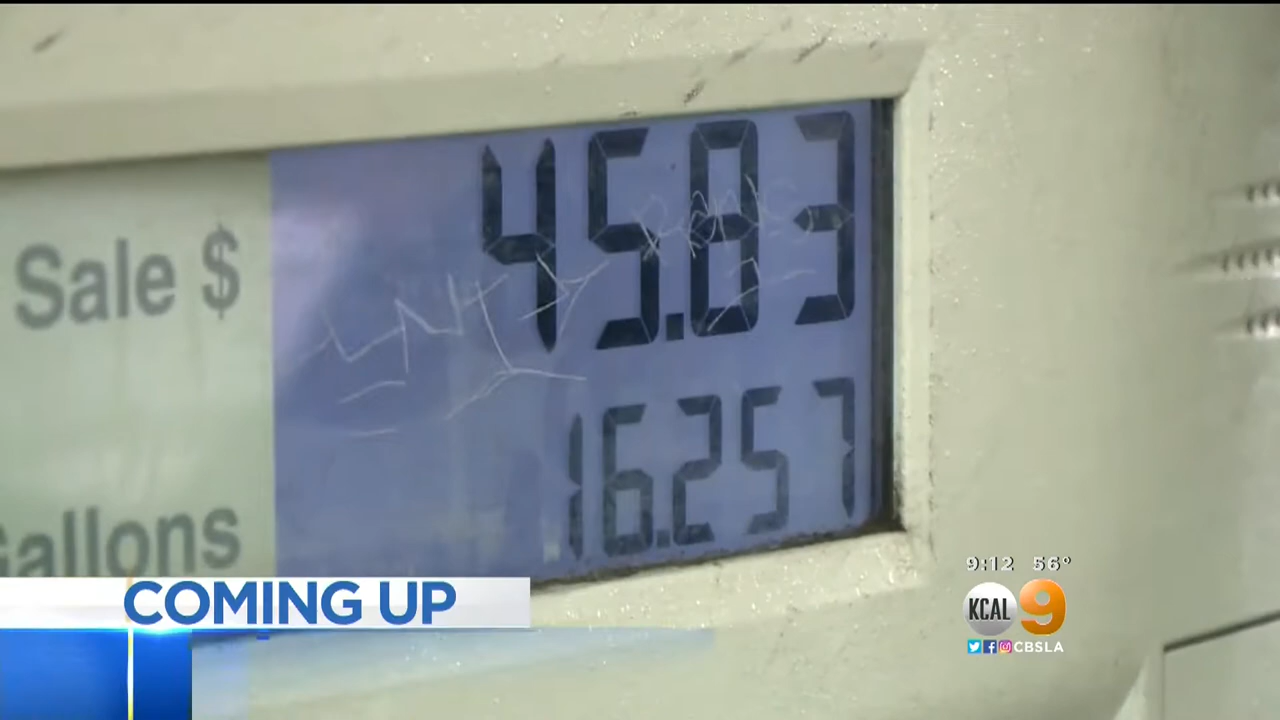 Sale $ 45.83
Gallons 16.257
COMING UP
9:12 56°
KCAL 9
CBSLA